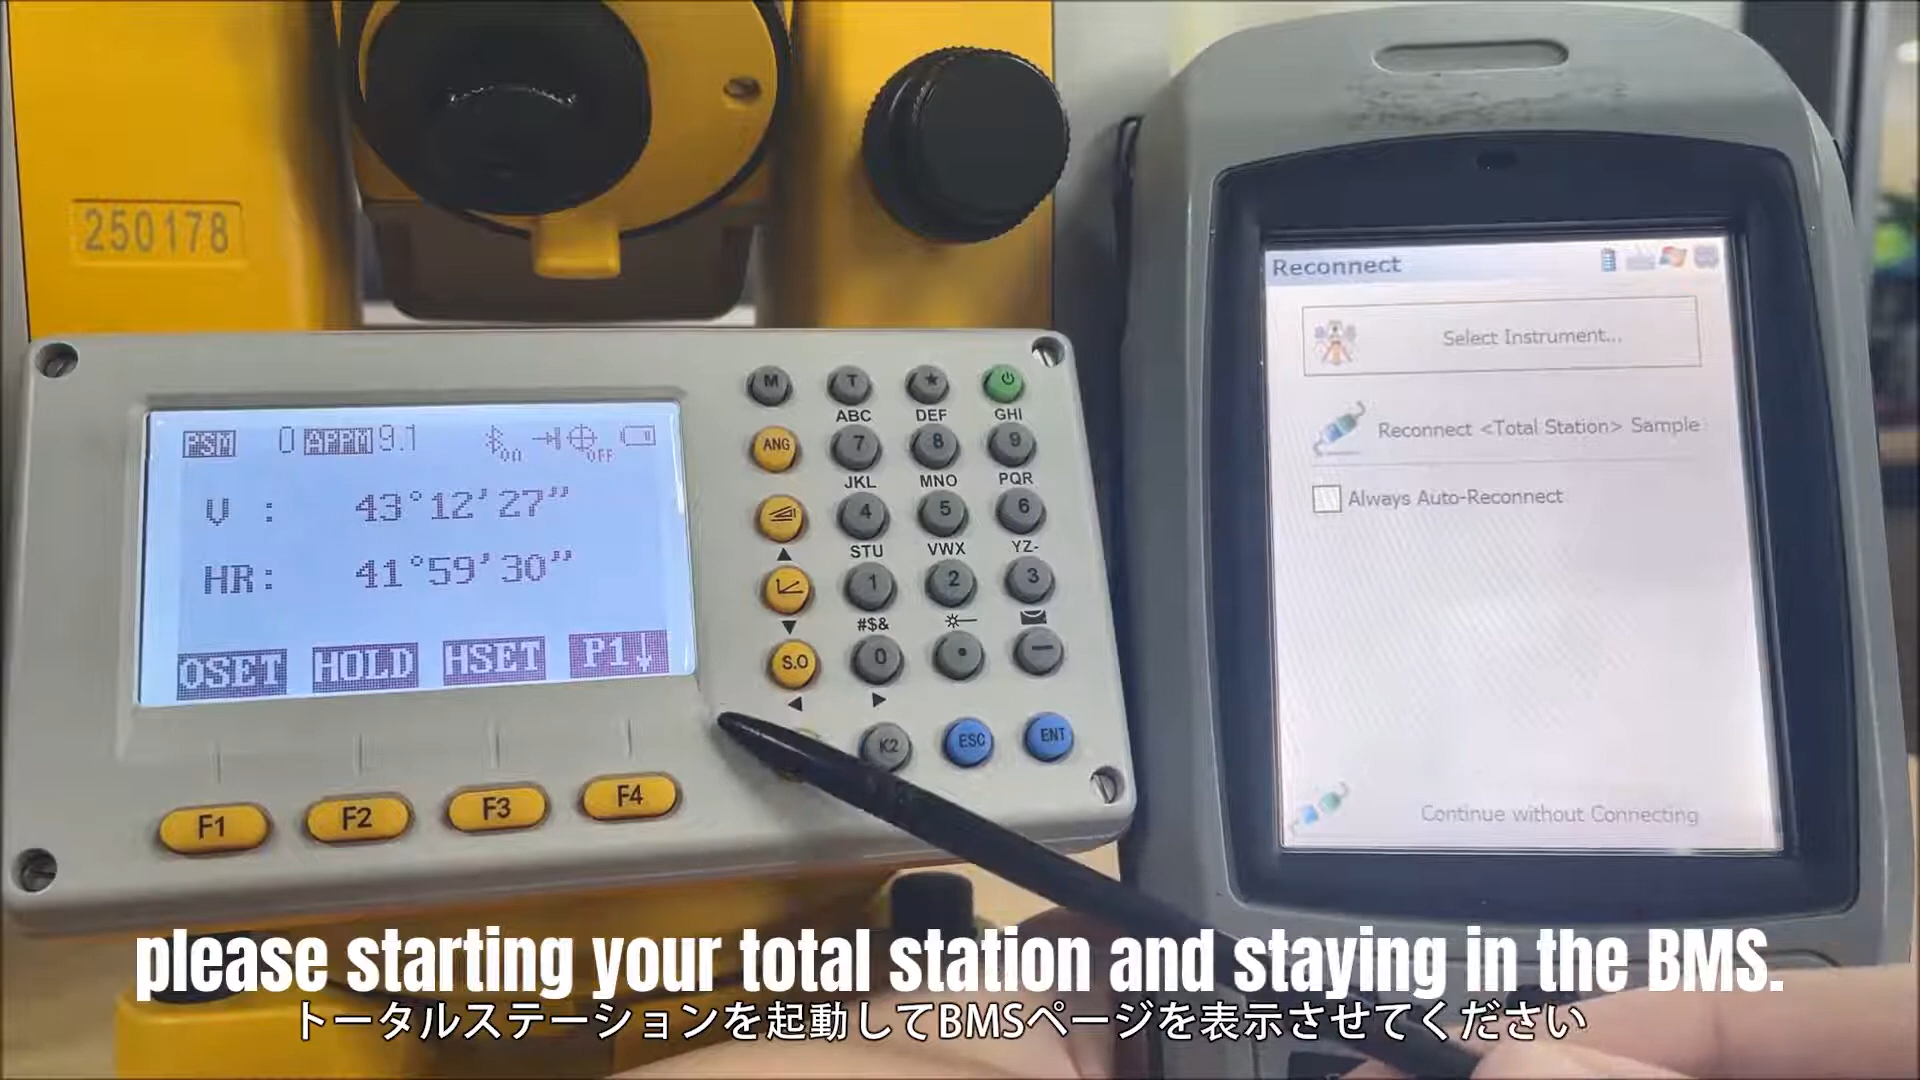 250178
PSM 0 APPM 9.1 ON OFF
V : 43°12'27"
HR: 41°59'30"
0SET HOLD HSET P1↓
F1 F2 F3 F4
M T ★
ABC DEF GHI
ANG 7 8 9
JKL MNO PQR
4 5 6
STU VWX YZ-
1 2 3
#$&
S.O 0 • —
K2 ESC ENT
Reconnect
Select Instrument...
Reconnect <Total Station> Sample
Always Auto-Reconnect
Continue without Connecting
please starting your total station and staying in the BMS.
トータルステーションを起動してBMSページを表示させてください